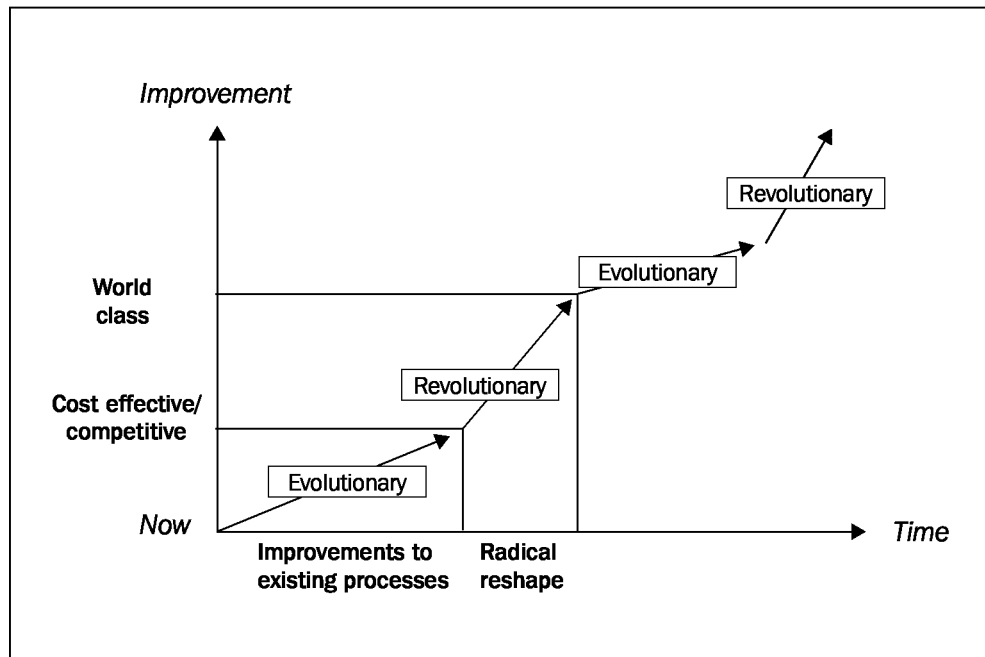 Improvement
Revolutionary
World
class
Evolutionary
Revolutionary
Cost effective/
competitive
Evolutionary
Now
Time
Improvements to
existing processes
Radical
reshape